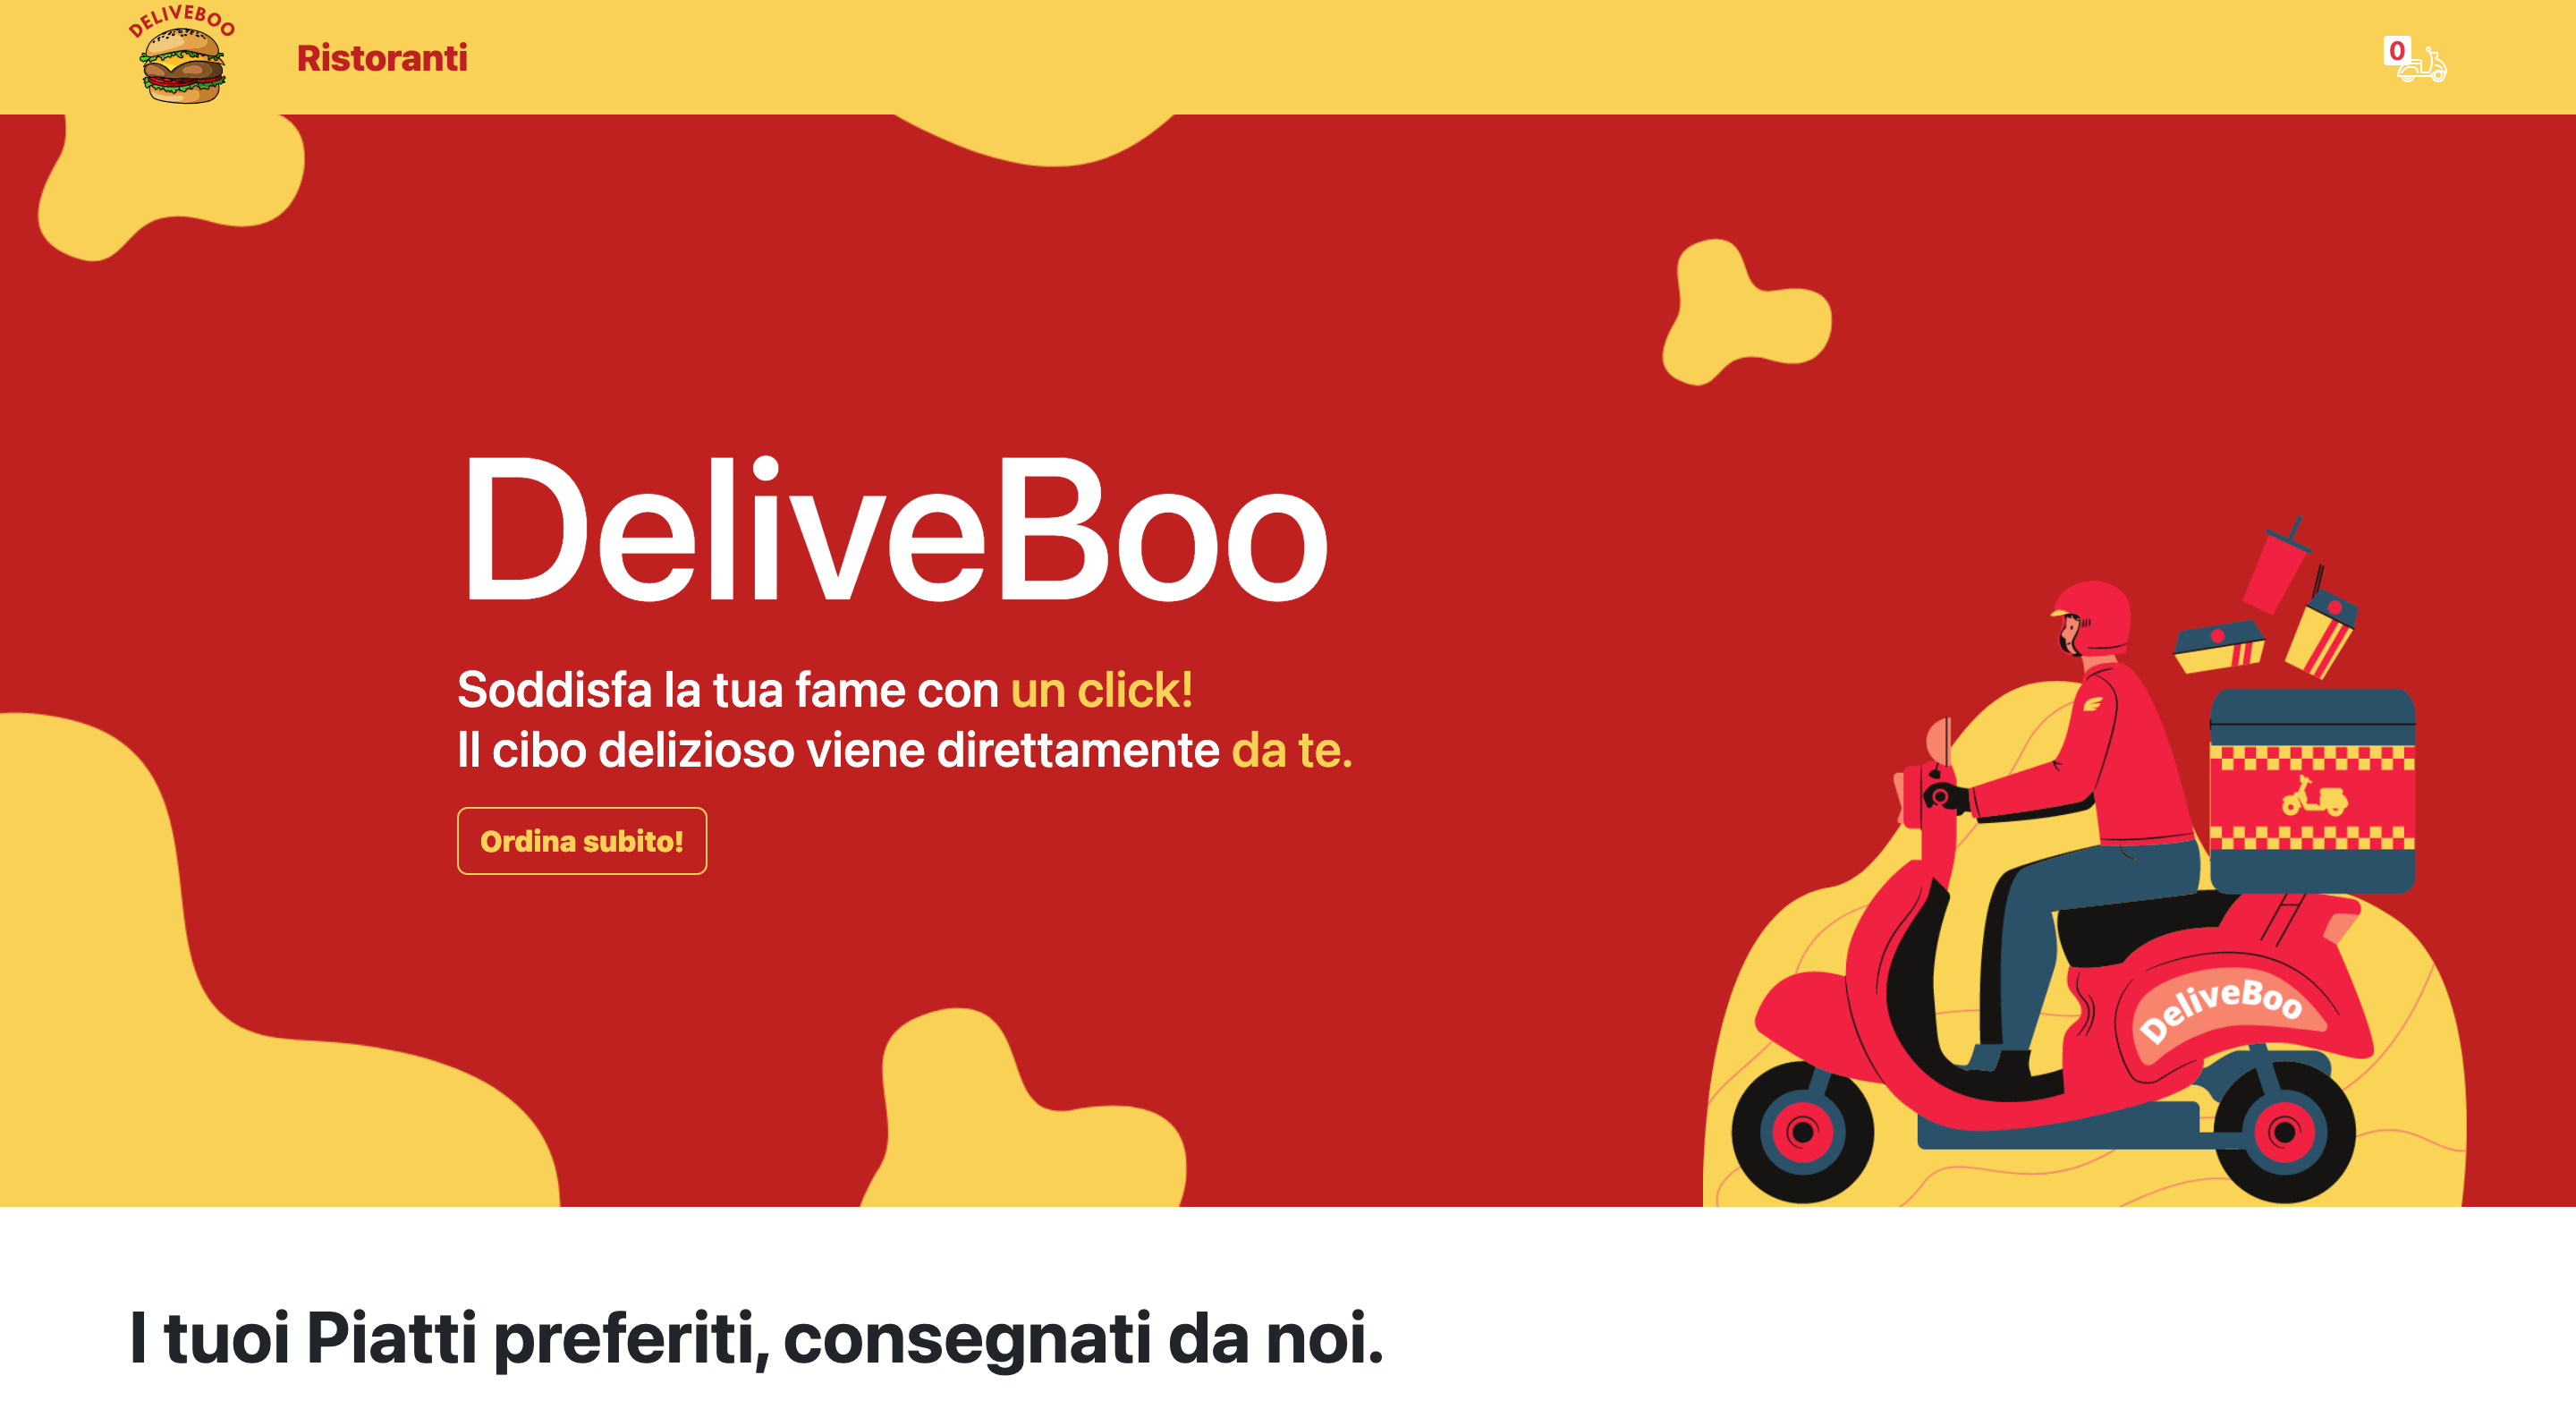 DELIVEBOO
Ristoranti
0
DeliveBoo
Soddisfa la tua fame con un click!
Il cibo delizioso viene direttamente da te.
Ordina subito!
DeliveBoo
I tuoi Piatti preferiti, consegnati da noi.